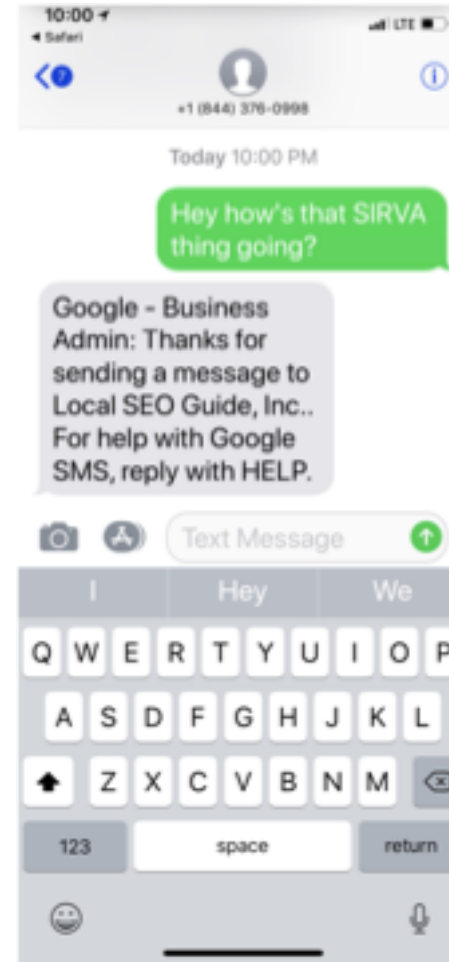 10:00
Safari
LTE
7
+1 (844) 376-0998
Today 10:00 PM
Hey how's that SIRVA
thing going?
Google - Business
Admin: Thanks for
sending a message to
Local SEO Guide, Inc..
For help with Google
SMS, reply with HELP.
Text Message
I Hey We
Q W E R T Y U I O P
A S D F G H J K L
Z X C V B N M
123 space return